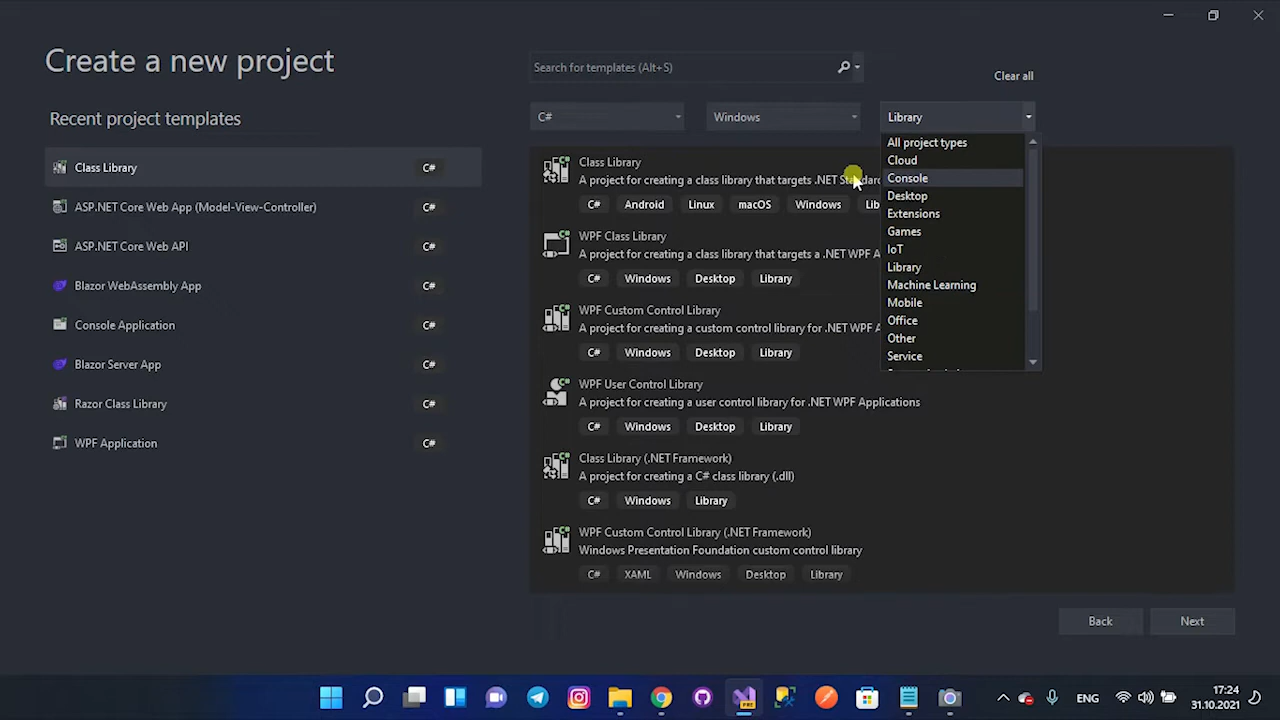 Create a new project
Search for templates (Alt+S)
Clear all
Recent project templates
C#
Windows
Library
All project types
Cloud
Console
Desktop
Extensions
Games
IoT
Library
Machine Learning
Mobile
Office
Other
Service
Class Library C#
ASP.NET Core Web App (Model-View-Controller) C#
ASP.NET Core Web API C#
Blazor WebAssembly App C#
Console Application C#
Blazor Server App C#
Razor Class Library C#
WPF Application C#
Class Library
A project for creating a class library that targets .NET
C# Android Linux macOS Windows
WPF Class Library
A project for creating a class library that targets a .NET WPF A
C# Windows Desktop Library
WPF Custom Control Library
A project for creating a custom control library for .NET WPF A
C# Windows Desktop Library
WPF User Control Library
A project for creating a user control library for .NET WPF Applications
C# Windows Desktop Library
Class Library (.NET Framework)
A project for creating a C# class library (.dll)
C# Windows Library
WPF Custom Control Library (.NET Framework)
Windows Presentation Foundation custom control library
C# XAML Windows Desktop Library
Back
Next
PRE
ENG
17:24
31.10.2021